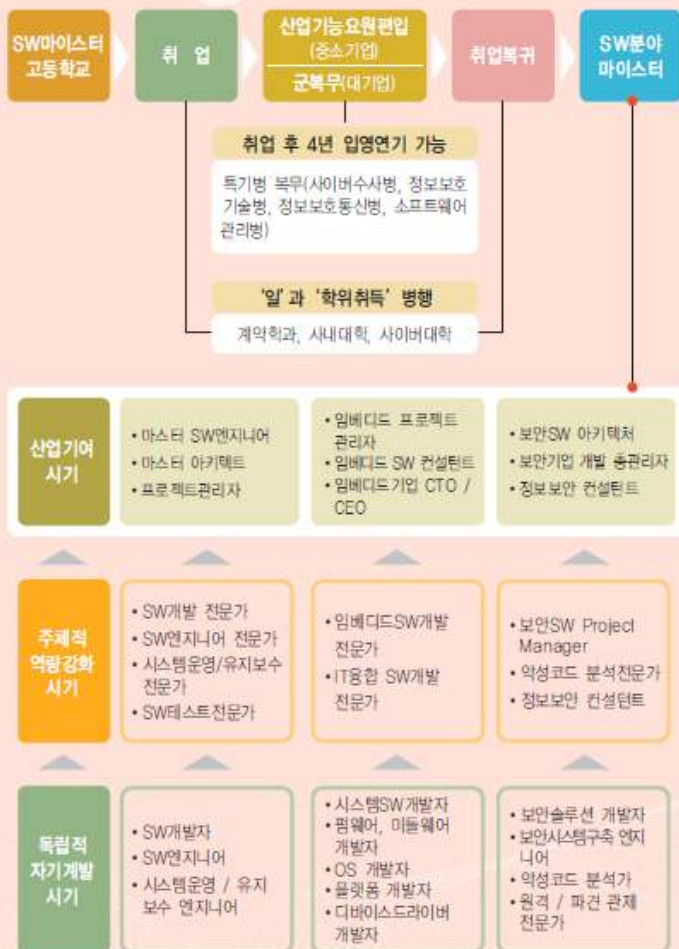 SW마이스터
고등학교
취 업
산업기능요원편입
(중소기업)
군복무(대기업)
취업복귀
SW분야
마이스터
취업 후 4년 입영연기 가능
특기병 복무(사이버수사병, 정보보호
기술병, 정보보호통신병, 소프트웨어
관리병)
'일'과 '학위취득' 병행
계약학과, 사내대학, 사이버대학
산업기여
시기
• 마스터 SW엔지니어
• 마스터 아키텍트
• 프로젝트관리자
• 임베디드 프로젝트
관리자
• 임베디드 SW 컨설턴트
• 임베디드기업 CTO /
CEO
• 보안SW 아키텍처
• 보안기업 개발 총관리자
• 정보보안 컨설턴트
주체적
역량강화
시기
• SW개발 전문가
• SW엔지니어 전문가
• 시스템운영/유지보수
전문가
• SW테스트전문가
• 임베디드SW개발
전문가
• IT융합 SW개발
전문가
• 보안SW Project
Manager
• 악성코드 분석전문가
• 정보보안 컨설턴트
독립적
자기계발
시기
• SW개발자
• SW엔지니어
• 시스템운영 / 유지
보수 엔지니어
• 시스템SW개발자
• 펌웨어, 미들웨어
개발자
• OS 개발자
• 플랫폼 개발자
• 디바이스드라이버
개발자
• 보안솔루션 개발자
• 보안시스템구축 엔지
니어
• 악성코드 분석가
• 원격 / 파견 관제
전문가